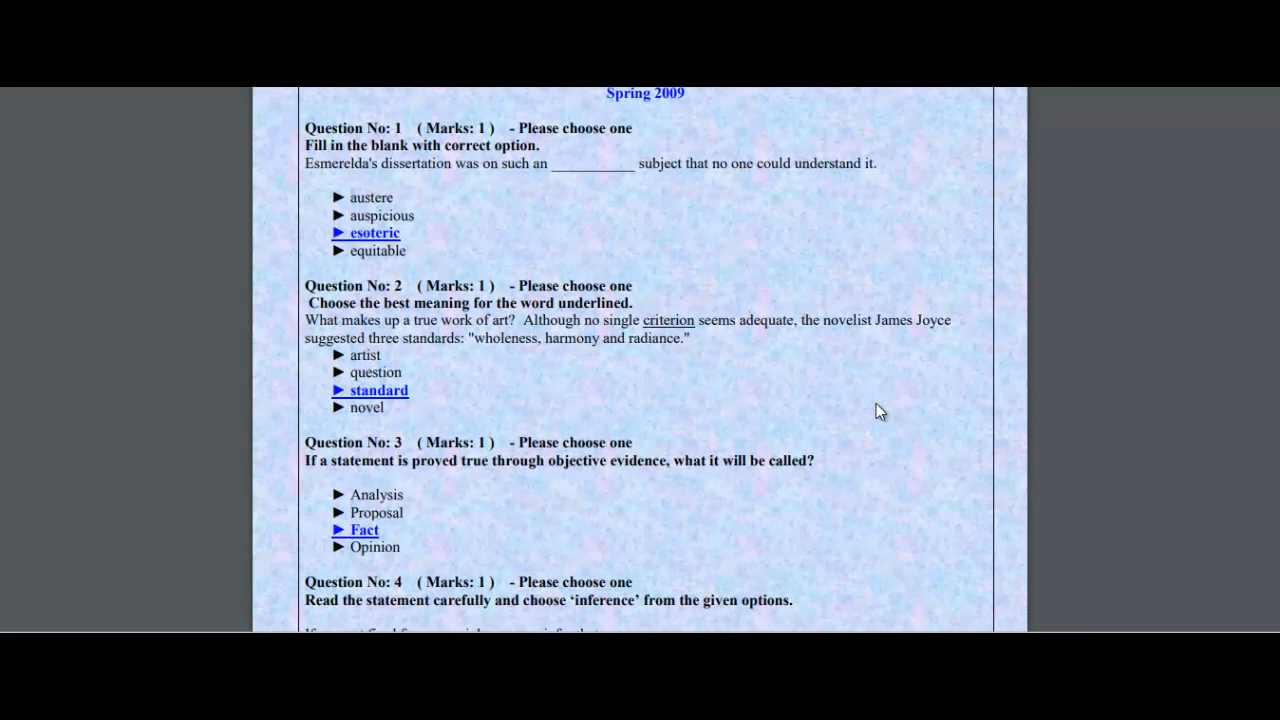 Spring 2009
Question No: 1 ( Marks: 1 ) - Please choose one
Fill in the blank with correct option.
Esmerelda's dissertation was on such an ___________ subject that no one could understand it.
► austere
► auspicious
► esoteric
► equitable
Question No: 2 ( Marks: 1 ) - Please choose one
Choose the best meaning for the word underlined.
What makes up a true work of art? Although no single criterion seems adequate, the novelist James Joyce
suggested three standards: "wholeness, harmony and radiance."
► artist
► question
► standard
► novel
Question No: 3 ( Marks: 1 ) - Please choose one
If a statement is proved true through objective evidence, what it will be called?
► Analysis
► Proposal
► Fact
► Opinion
Question No: 4 ( Marks: 1 ) - Please choose one
Read the statement carefully and choose ‘inference’ from the given options.